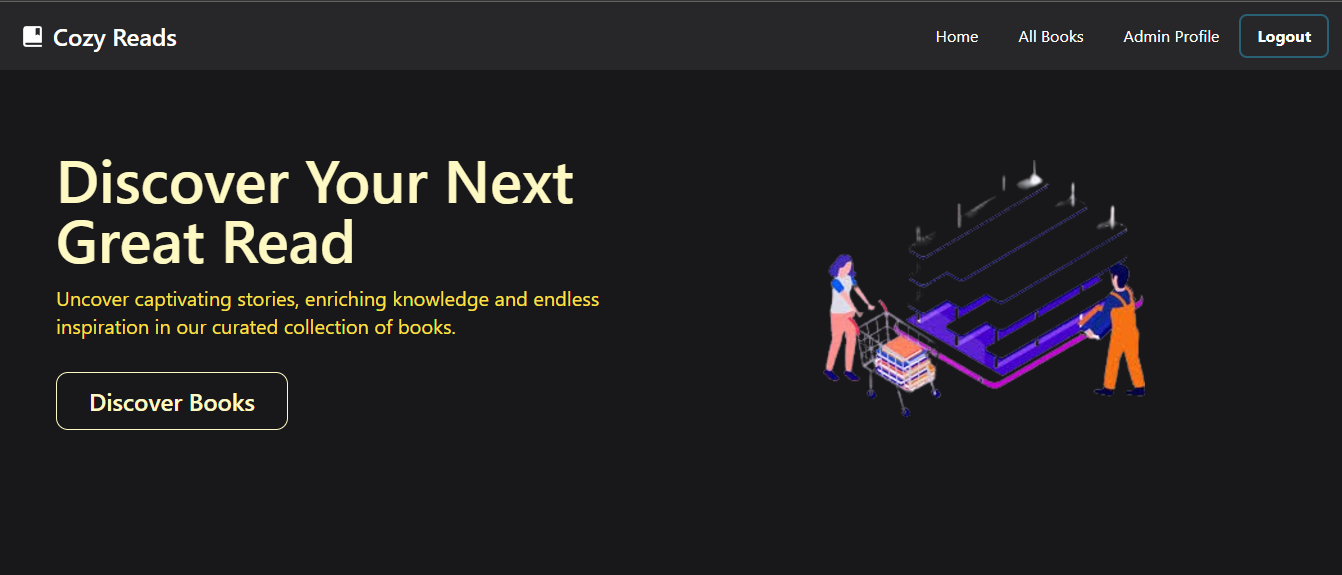 Cozy Reads
Home
All Books
Admin Profile
Logout
Discover Your Next
Great Read
Uncover captivating stories, enriching knowledge and endless
inspiration in our curated collection of books.
Discover Books